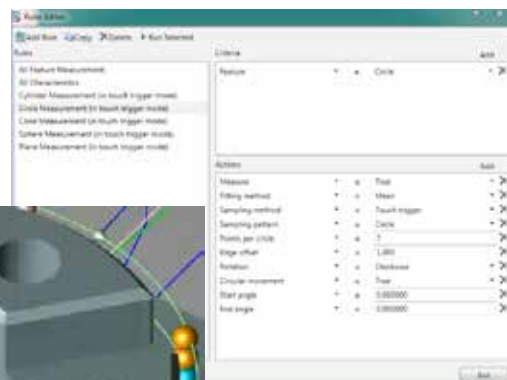 Rules Editor
Add Rule Copy Delete Run Selected
Rules
All Feature Measurements
All Characteristics
Cylinder Measurement (in touch trigger mode)
Circle Measurement (in touch trigger mode)
Cone Measurement (in touch trigger mode)
Sphere Measurement (in touch trigger mode)
Plane Measurement (in touch trigger mode)
Criteria Add
Feature = Circle
Actions Add
Measure = True
Fitting method = Mean
Sampling method = Touch trigger
Sampling pattern = Circle
Points per circle = 7
Edge offset = 1.000
Rotation = Clockwise
Circular movement = True
Start angle = 0.000000
End angle = 0.000000